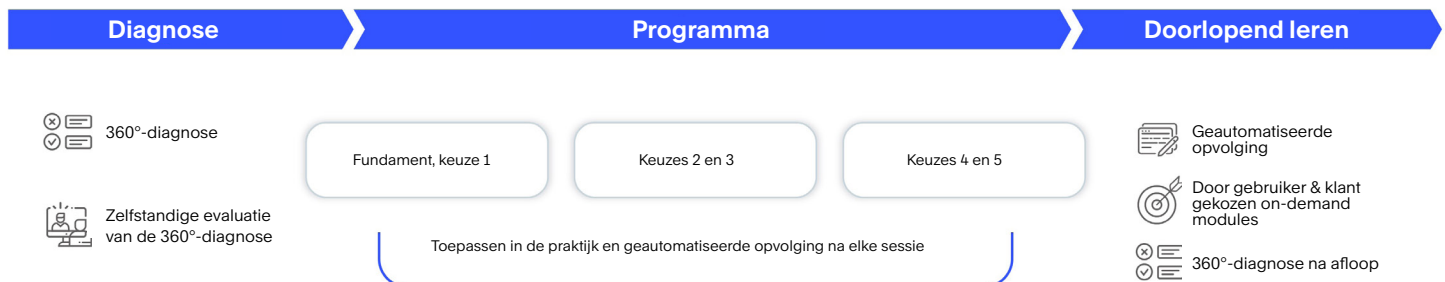 Diagnose
Programma
Doorlopend leren
360°-diagnose
Zelfstandige evaluatie
van de 360°-diagnose
Fundament, keuze 1
Keuzes 2 en 3
Keuzes 4 en 5
Toepassen in de praktijk en geautomatiseerde opvolging na elke sessie
Geautomatiseerde
opvolging
Door gebruiker & klant
gekozen on-demand
modules
360°-diagnose na afloop